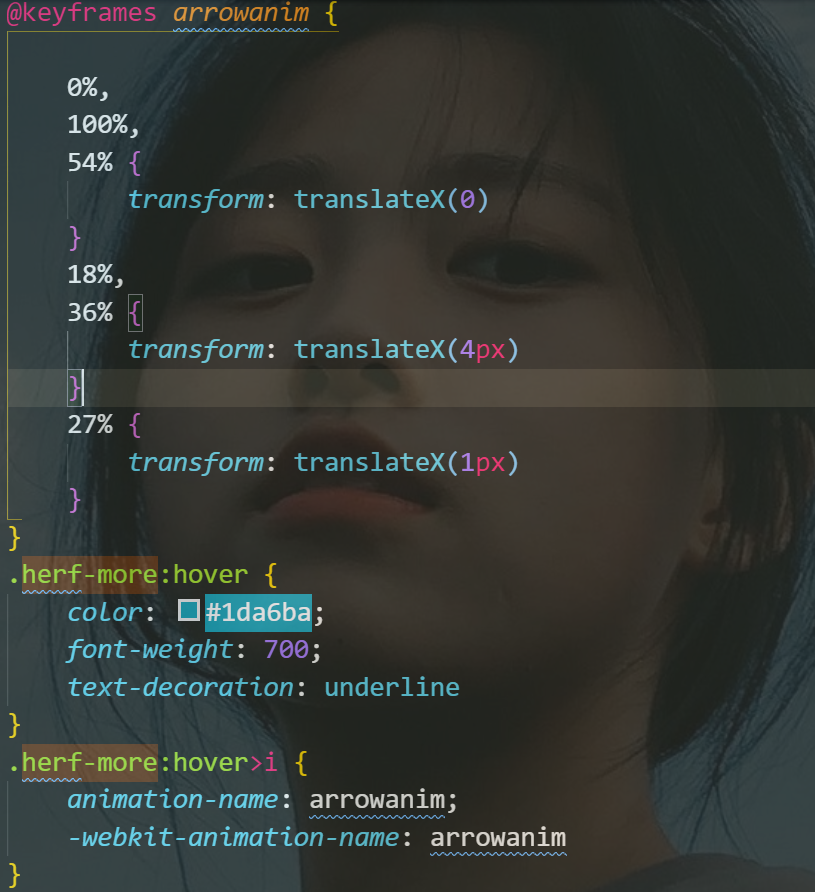 @keyframes arrowanim {
0%,
100%,
54% {
transform: translateX(0)
}
18%,
36% {
transform: translateX(4px)
}
27% {
transform: translateX(1px)
}
}
.herf-more:hover {
color: #1da6ba;
font-weight: 700;
text-decoration: underline
}
.herf-more:hover>i {
animation-name: arrowanim;
-webkit-animation-name: arrowanim
}